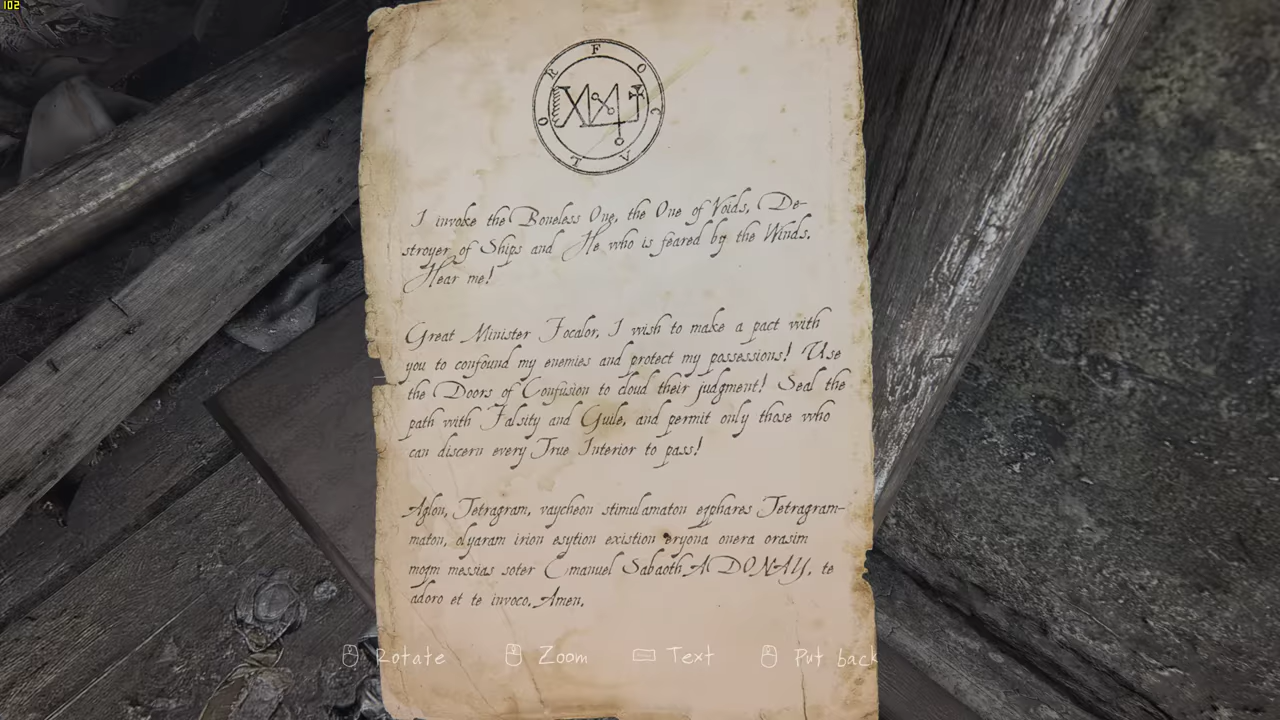 102
FOCALOR
I invoke the Boneless One, the One of Voids, De-
stroyer of Ships and He who is feared by the Winds.
Hear me!
Great Minister Focalor, I wish to make a pact with
you to confound my enemies and protect my possessions! Use
the Doors of Confusion to cloud their judgment! Seal the
path with Falsity and Guile, and permit only those who
can discern every True Interior to pass!
Aglon, Tetragram, vaycheon stimulamaton ezphares Tetragram-
maton, olyaram irion esytion existion eryona onera orasim
mozm messias soter Emanuel Sabaoth ADONAY, te
adoro et te invoco. Amen.
Rotate Zoom Text Put back